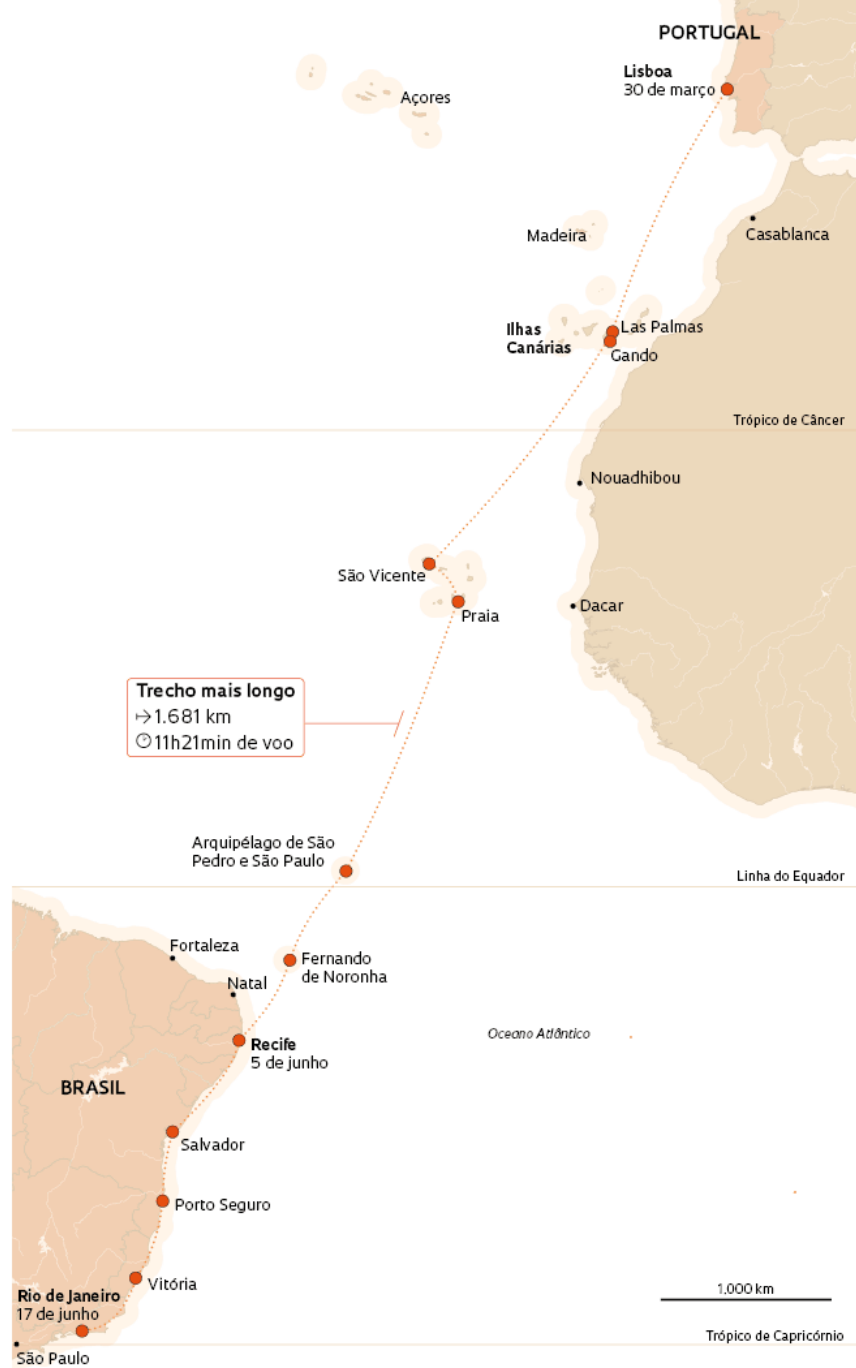 PORTUGAL
Lisboa
30 de março
Açores
Madeira
Casablanca
Ilhas
Canárias
Las Palmas
Gando
Trópico de Câncer
Nouadhibou
São Vicente
Praia
Dacar
Trecho mais longo
1.681 km
11h21min de voo
Arquipélago de São
Pedro e São Paulo
Linha do Equador
Fortaleza
Fernando
de Noronha
Natal
Oceano Atlântico
Recife
5 de junho
BRASIL
Salvador
Porto Seguro
Vitória
1.000 km
Rio de Janeiro
17 de junho
Trópico de Capricórnio
São Paulo